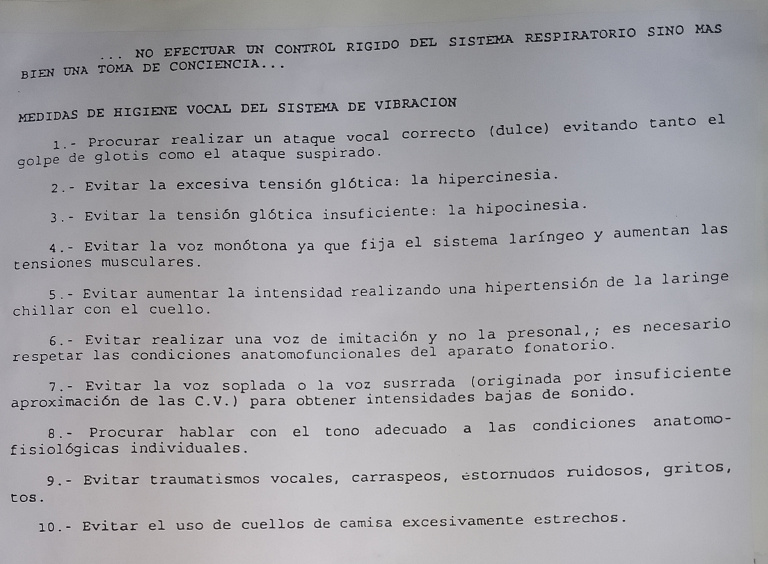 ... NO EFECTUAR UN CONTROL RIGIDO DEL SISTEMA RESPIRATORIO SINO MAS
BIEN UNA TOMA DE CONCIENCIA...
MEDIDAS DE HIGIENE VOCAL DEL SISTEMA DE VIBRACION
1.- Procurar realizar un ataque vocal correcto (dulce) evitando tanto el
golpe de glotis como el ataque suspirado.
2.- Evitar la excesiva tensión glótica: la hipercinesia.
3.- Evitar la tensión glótica insuficiente: la hipocinesia.
4.- Evitar la voz monótona ya que fija el sistema laríngeo y aumentan las
tensiones musculares.
5.- Evitar aumentar la intensidad realizando una hipertensión de la laringe
chillar con el cuello.
6.- Evitar realizar una voz de imitación y no la presonal,; es necesario
respetar las condiciones anatomofuncionales del aparato fonatorio.
7.- Evitar la voz soplada o la voz susrrada (originada por insuficiente
aproximación de las C.V.) para obtener intensidades bajas de sonido.
8.- Procurar hablar con el tono adecuado a las condiciones anatomo-
fisiológicas individuales.
9.- Evitar traumatismos vocales, carraspeos, estornudos ruidosos, gritos,
tos.
10.- Evitar el uso de cuellos de camisa excesivamente estrechos.